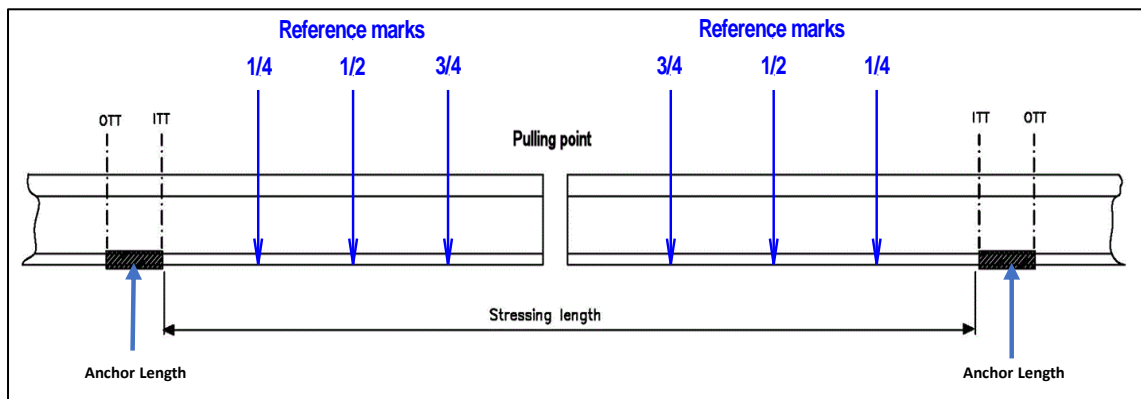 Reference marks
Reference marks
1/4
1/2
3/4
3/4
1/2
1/4
OTT
ITT
ITT
OTT
Pulling point
Stressing length
Anchor Length
Anchor Length